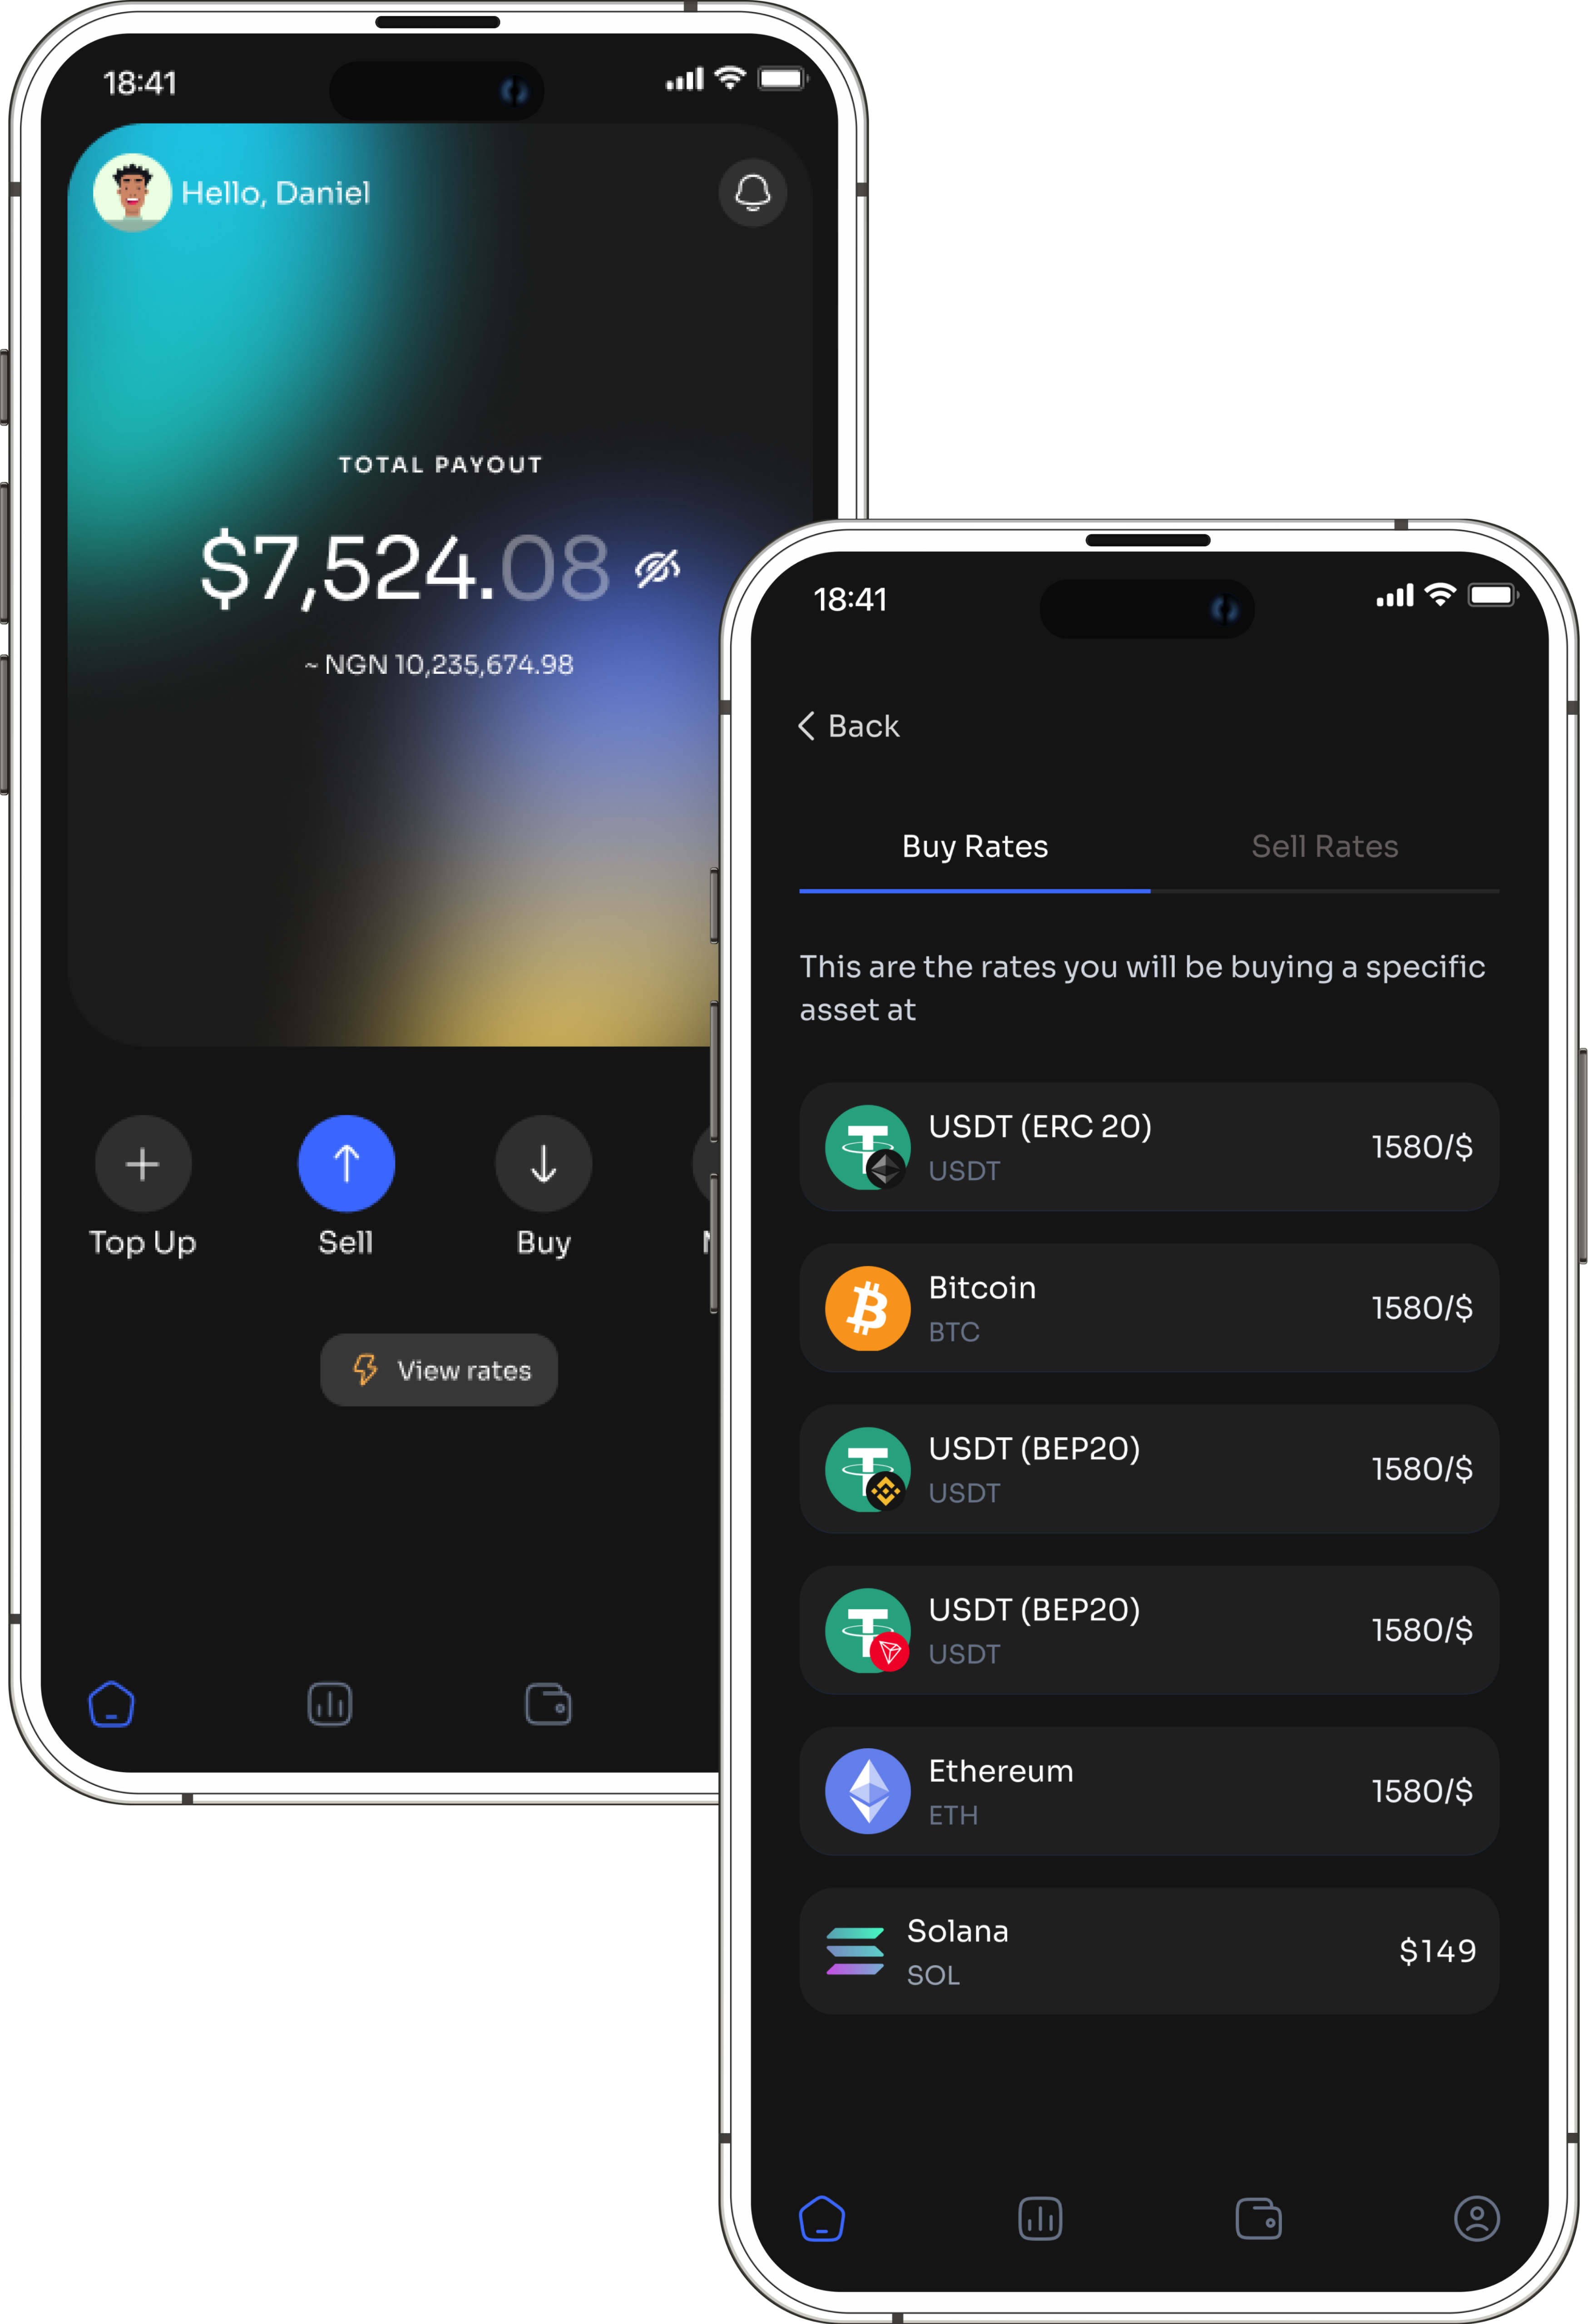 18:41
Hello, Daniel
TOTAL PAYOUT
$7,524.08
~ NGN 10,235,674.98
Top Up
Sell
Buy
View rates
18:41
Back
Buy Rates
Sell Rates
This are the rates you will be buying a specific
asset at
USDT (ERC 20)
USDT
1580/$
Bitcoin
BTC
1580/$
USDT (BEP20)
USDT
1580/$
USDT (BEP20)
USDT
1580/$
Ethereum
ETH
1580/$
Solana
SOL
$149